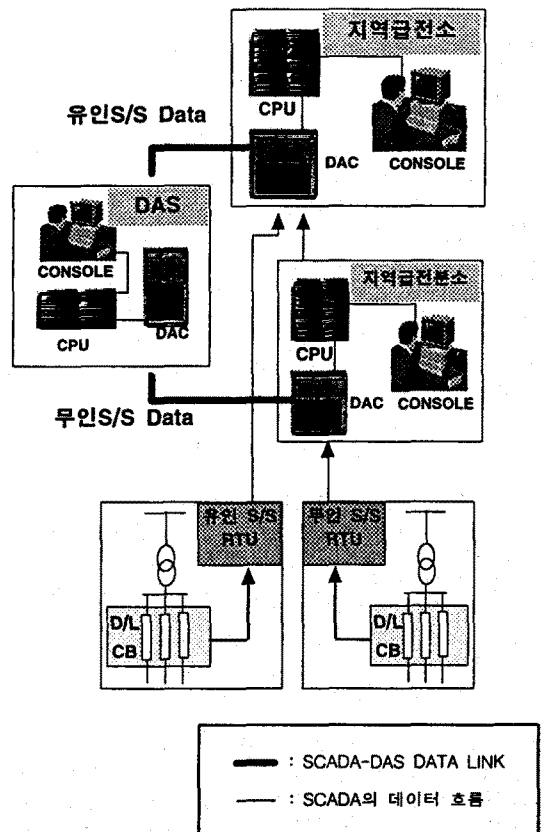 지역급전소
CPU
유인S/S Data
DAC
CONSOLE
DAS
CONSOLE
CPU
DAC
지역급전분소
CPU
DAC
CONSOLE
무인S/S Data
유인 S/S
RTU
무인 S/S
RTU
D/L
CB
D/L
CB
: SCADA-DAS DATA LINK
: SCADA의 데이터 흐름